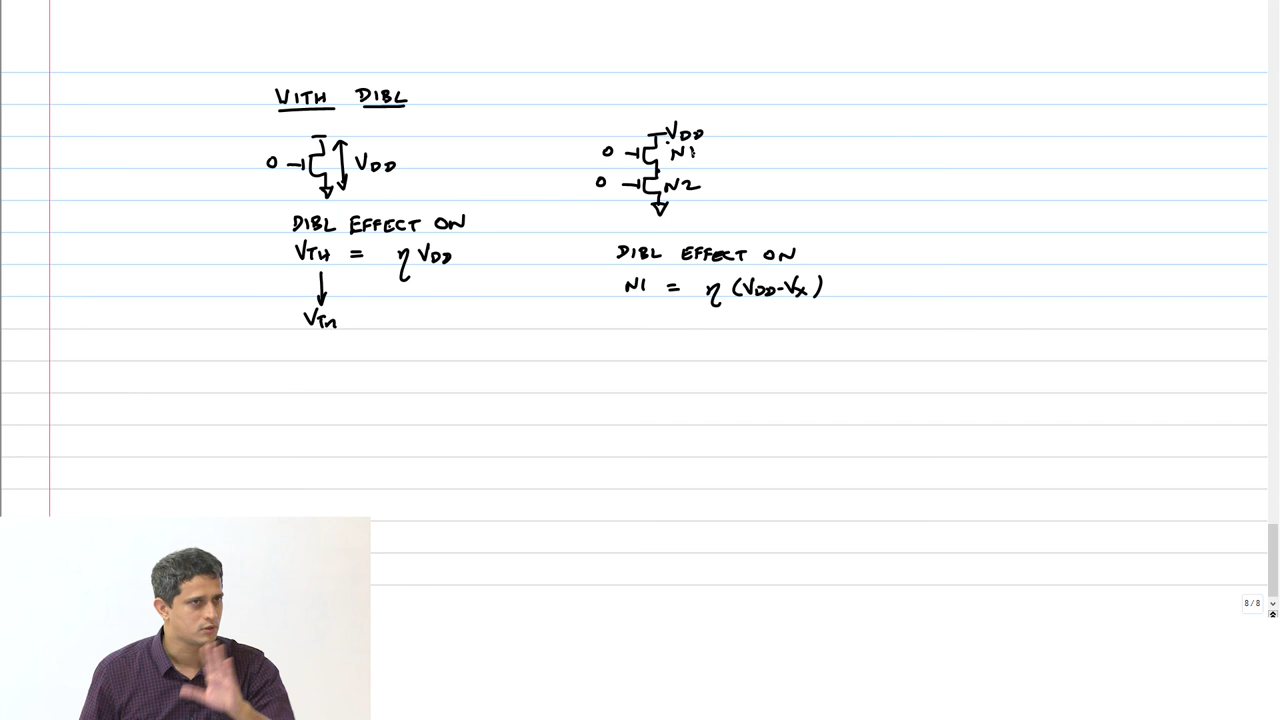 WITH DIBL
0
VDD
DIBL EFFECT ON
VTH = η VDD
VTn
VDD
0 N1
0 N2
DIBL EFFECT ON
N1 = η (VDD-VX)
8/8